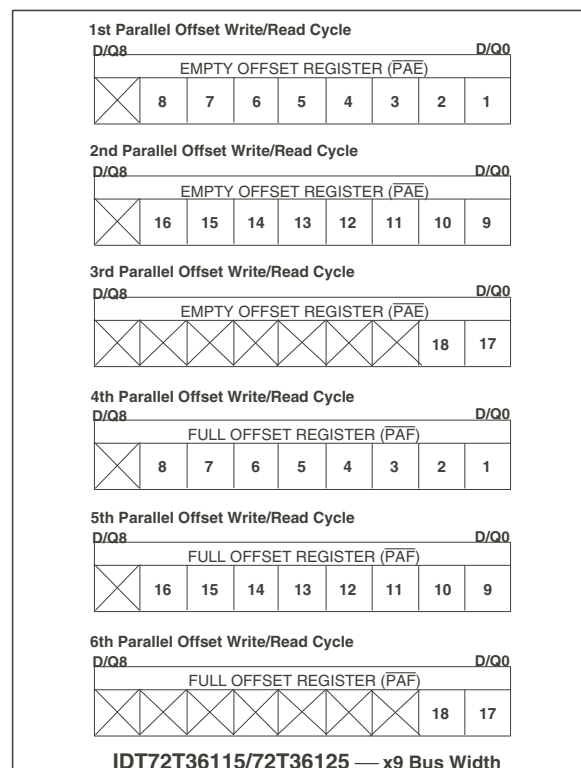 1st Parallel Offset Write/Read Cycle
D/Q8 D/Q0
EMPTY OFFSET REGISTER (PAE)
8 7 6 5 4 3 2 1
2nd Parallel Offset Write/Read Cycle
D/Q8 D/Q0
EMPTY OFFSET REGISTER (PAE)
16 15 14 13 12 11 10 9
3rd Parallel Offset Write/Read Cycle
D/Q8 D/Q0
EMPTY OFFSET REGISTER (PAE)
18 17
4th Parallel Offset Write/Read Cycle
D/Q8 D/Q0
FULL OFFSET REGISTER (PAF)
8 7 6 5 4 3 2 1
5th Parallel Offset Write/Read Cycle
D/Q8 D/Q0
FULL OFFSET REGISTER (PAF)
16 15 14 13 12 11 10 9
6th Parallel Offset Write/Read Cycle
D/Q8 D/Q0
FULL OFFSET REGISTER (PAF)
18 17
IDT72T36115/72T36125 — x9 Bus Width